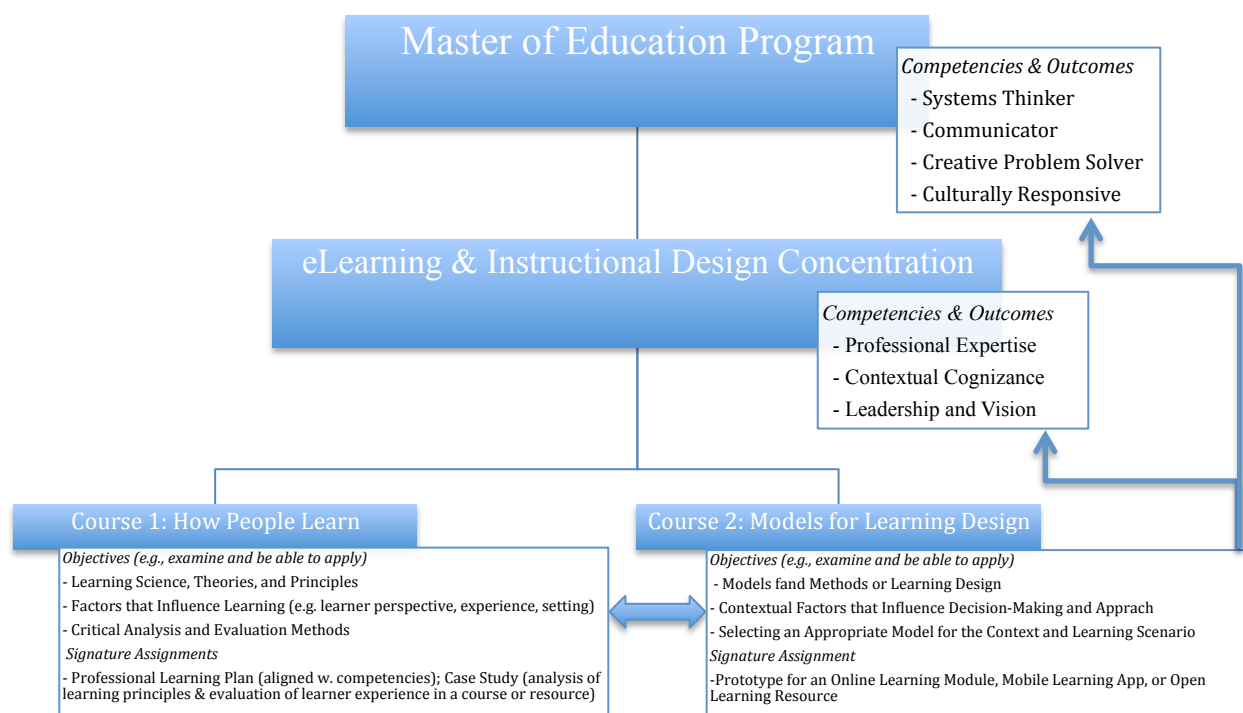 Master of Education Program
Competencies & Outcomes
- Systems Thinker
- Communicator
- Creative Problem Solver
- Culturally Responsive
eLearning & Instructional Design Concentration
Competencies & Outcomes
- Professional Expertise
- Contextual Cognizance
- Leadership and Vision
Course 1: How People Learn
Objectives (e.g., examine and be able to apply)
- Learning Science, Theories, and Principles
- Factors that Influence Learning (e.g. learner perspective, experience, setting)
- Critical Analysis and Evaluation Methods
Signature Assignments
- Professional Learning Plan (aligned w. competencies); Case Study (analysis of
learning principles & evaluation of learner experience in a course or resource)
Course 2: Models for Learning Design
Objectives (e.g., examine and be able to apply)
- Models fand Methods or Learning Design
- Contextual Factors that Influence Decision-Making and Apprach
- Selecting an Appropriate Model for the Context and Learning Scenario
Signature Assignment
-Prototype for an Online Learning Module, Mobile Learning App, or Open
Learning Resource